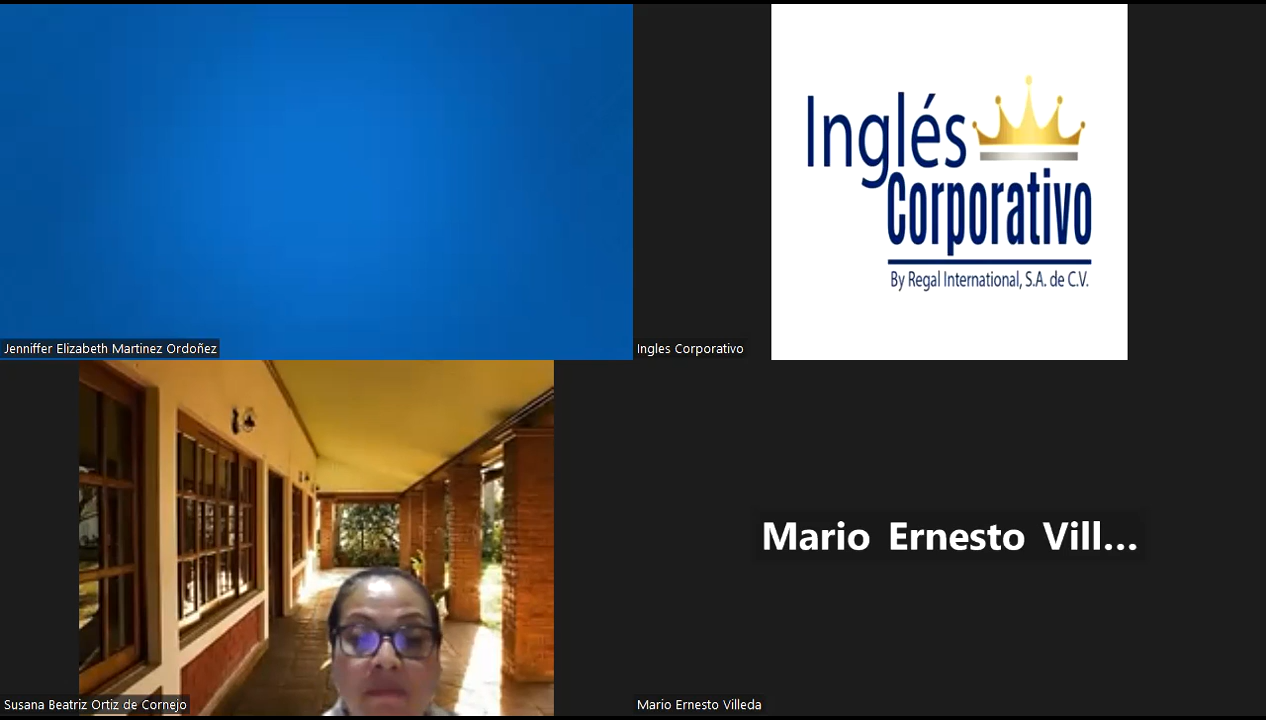 Inglés
Corporativo
By Regal International, S.A. de C.V.
Jenniffer Elizabeth Martinez Ordoñez
Ingles Corporativo
Mario Ernesto Vill...
Susana Beatriz Ortiz de Cornejo
Mario Ernesto Villeda